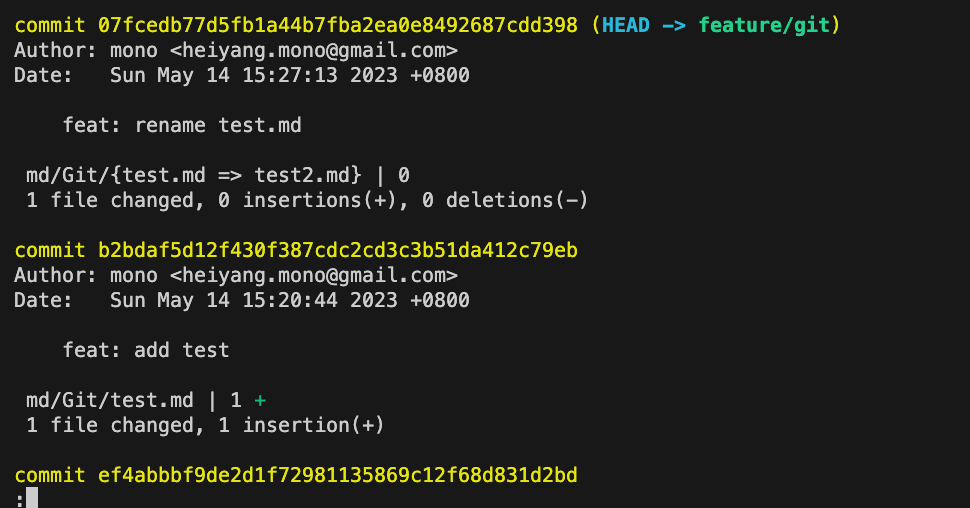 commit 07fcedb77d5fb1a44b7fba2ea0e8492687cdd398 (HEAD -> feature/git)
Author: mono <heiyang.mono@gmail.com>
Date:   Sun May 14 15:27:13 2023 +0800
feat: rename test.md
md/Git/{test.md => test2.md} | 0
1 file changed, 0 insertions(+), 0 deletions(-)
commit b2bdaf5d12f430f387cdc2cd3c3b51da412c79eb
Author: mono <heiyang.mono@gmail.com>
Date:   Sun May 14 15:20:44 2023 +0800
feat: add test
md/Git/test.md | 1 +
1 file changed, 1 insertion(+)
commit ef4abbbf9de2d1f72981135869c12f68d831d2bd
: